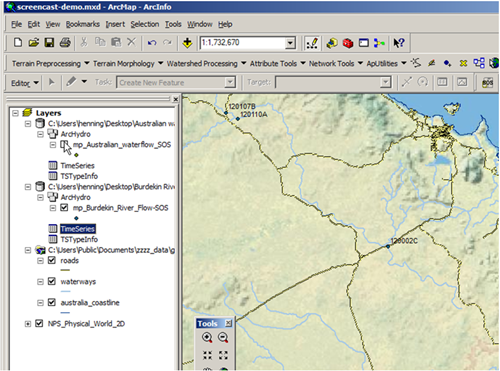 screencast-demo.mxd - ArcMap - ArcInfo
File Edit View Bookmarks Insert Selection Tools Window Help
1:1,732,670
Terrain Preprocessing Terrain Morphology Watershed Processing Attribute Tools Network Tools ApUtilities
Editor Task: Create New Feature Target: SOS
Layers
C:\Users\henning\Desktop\Australian wa
ArcHydro
mp_Australian_waterflow_SOS
TimeSeries
TSTypeInfo
C:\Users\henning\Desktop\Burdekin Riv
ArcHydro
mp_Burdekin_River_Flow-SOS
TimeSeries
TSTypeInfo
C:\Users\Public\Documents\zzzz_data\g
roads
waterways
australia_coastline
NPS_Physical_World_2D
120107B
120110A
120002C
Tools